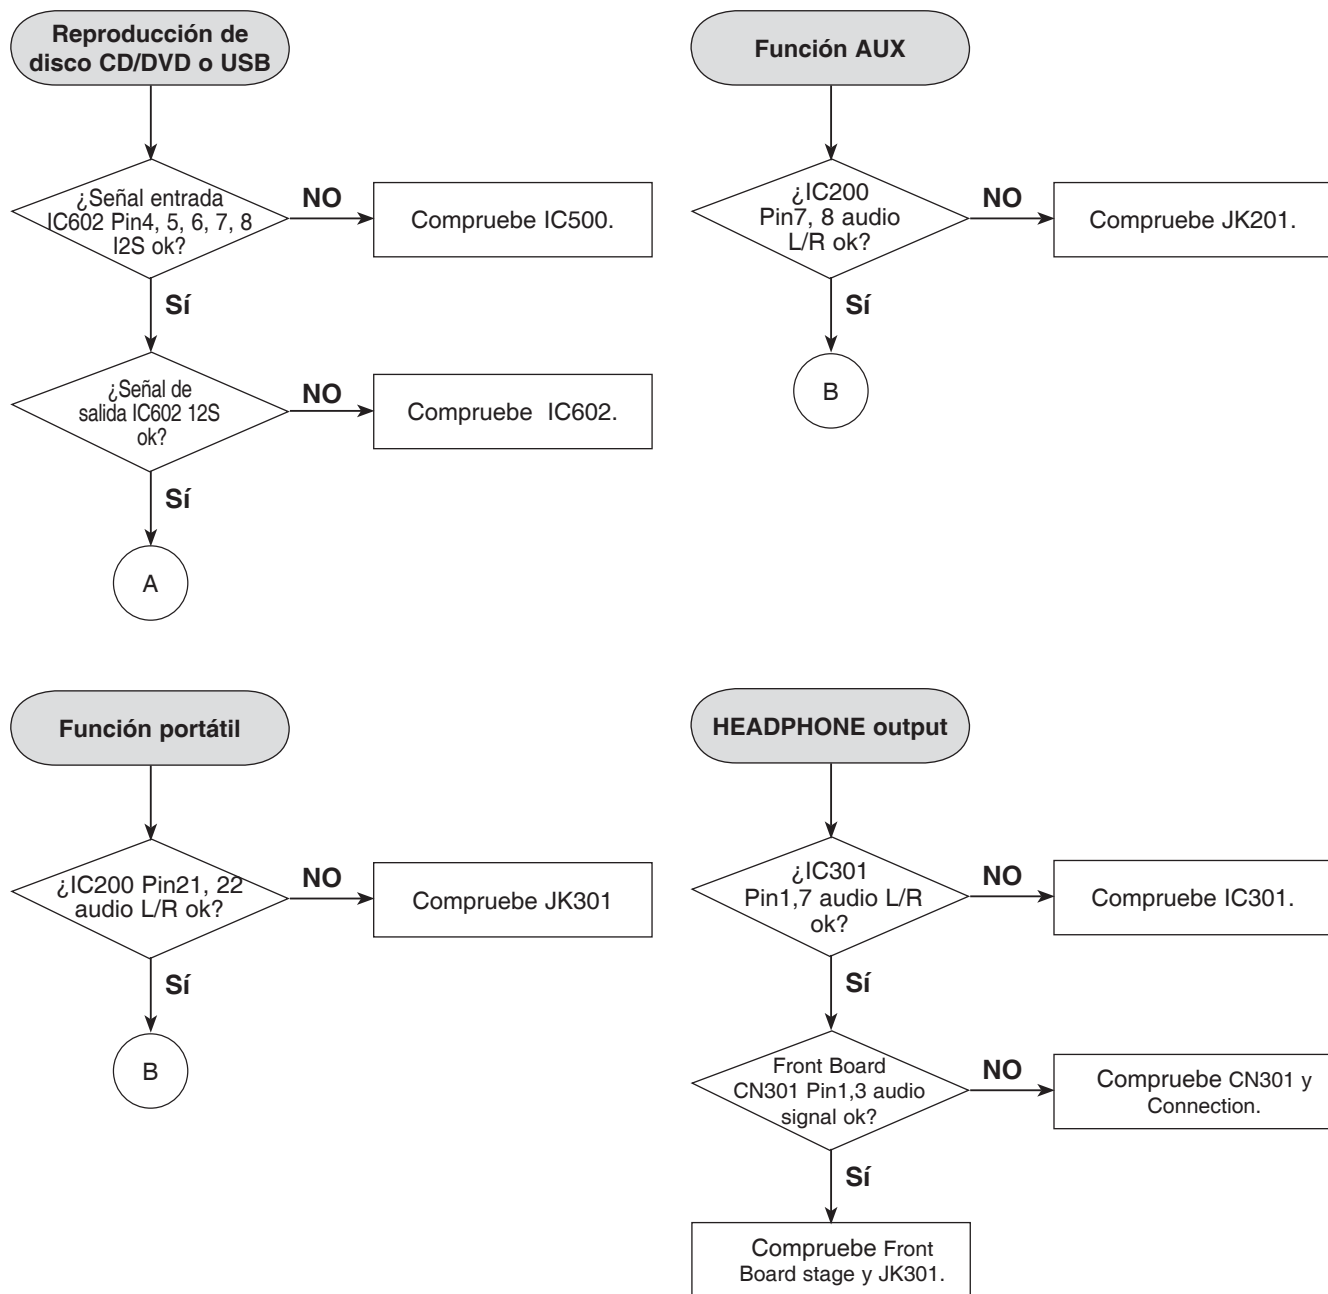 Reproducción de
disco CD/DVD o USB
¿Señal entrada
IC602 Pin4, 5, 6, 7, 8
I2S ok?
NO
Compruebe IC500.
Sí
¿Señal de
salida IC602 12S
ok?
NO
Compruebe IC602.
Sí
A
Función AUX
¿IC200
Pin7, 8 audio
L/R ok?
NO
Compruebe JK201.
Sí
B
Función portátil
¿IC200 Pin21, 22
audio L/R ok?
NO
Compruebe JK301
Sí
B
HEADPHONE output
¿IC301
Pin1,7 audio L/R
ok?
NO
Compruebe IC301.
Sí
Front Board
CN301 Pin1,3 audio
signal ok?
NO
Compruebe CN301 y
Connection.
Sí
Compruebe Front
Board stage y JK301.